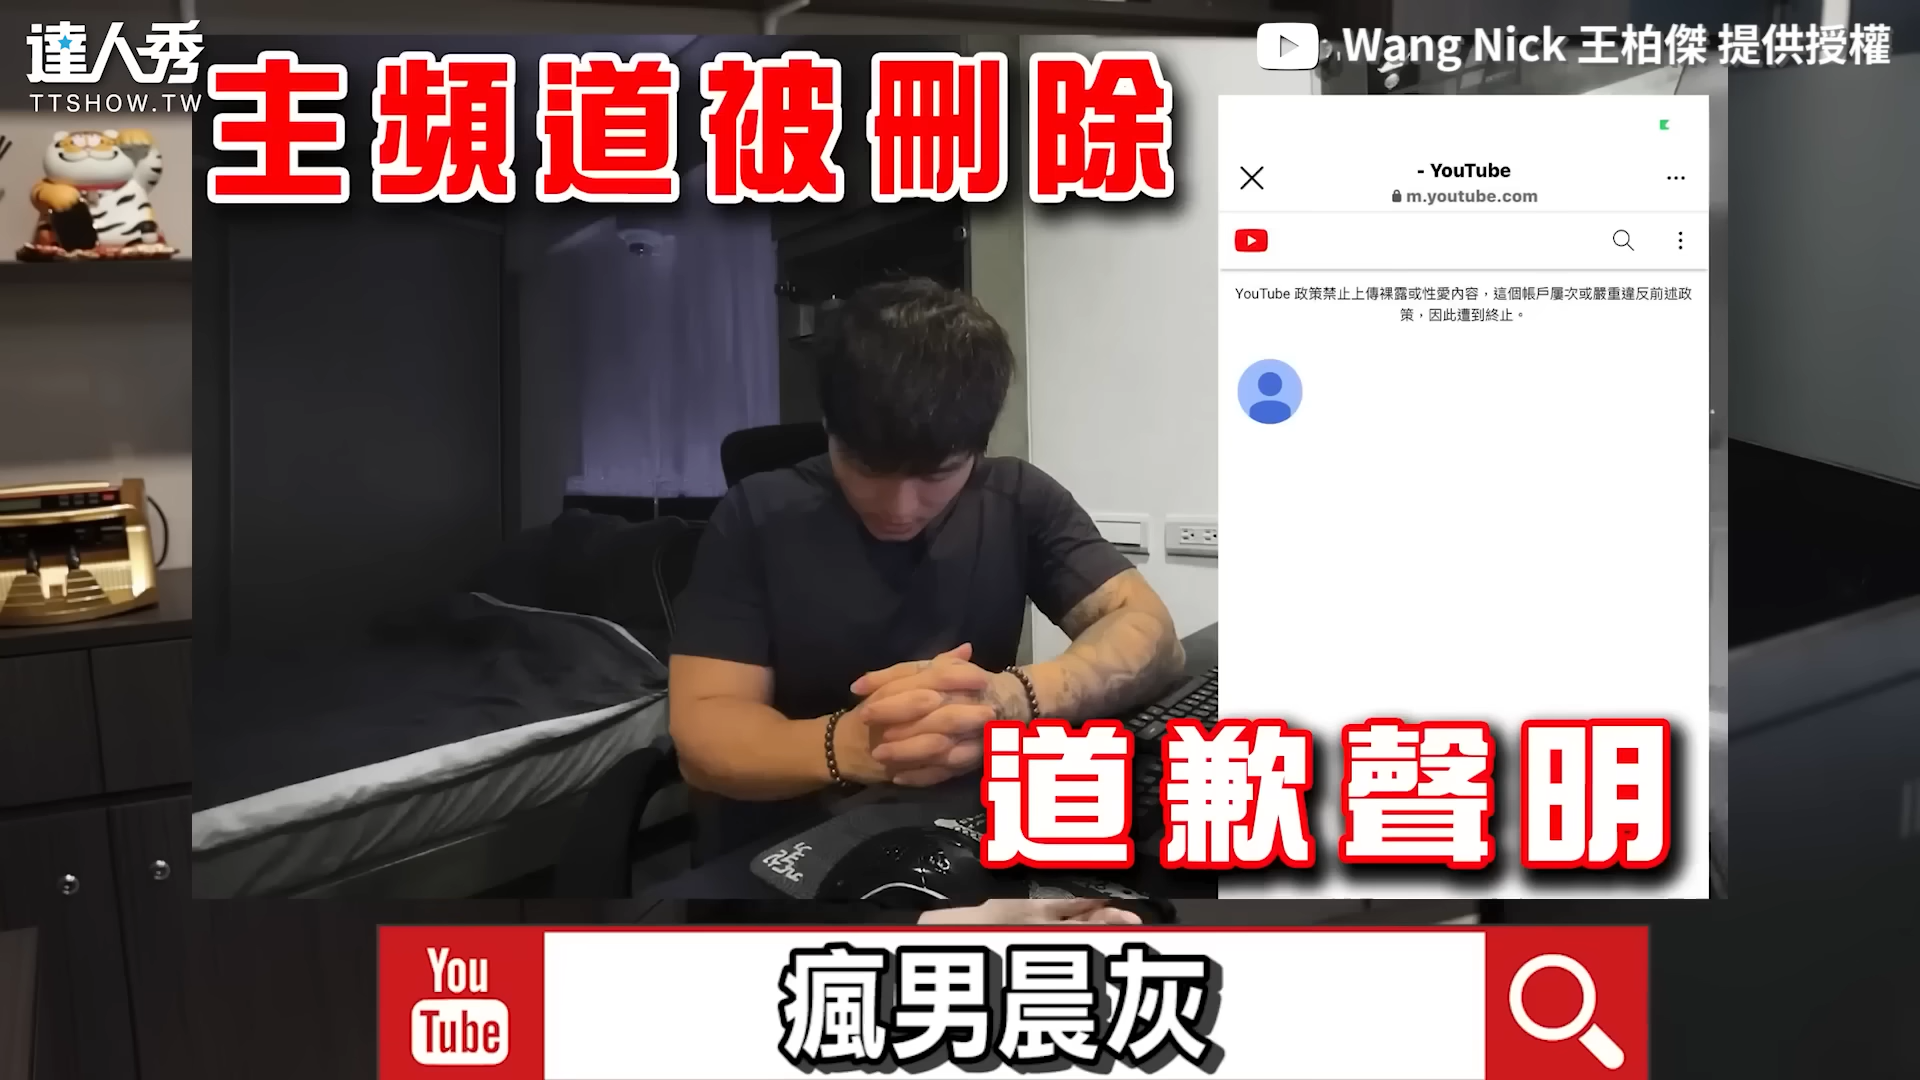 達人秀
TTSHOW.TW
Wang Nick 王柏傑 提供授權
主頻道被刪除
- YouTube
m.youtube.com
YouTube 政策禁止上傳裸露或性愛內容，這個帳戶屢次或嚴重違反前述政
策，因此遭到終止。
道歉聲明
You
Tube
瘋男晨灰